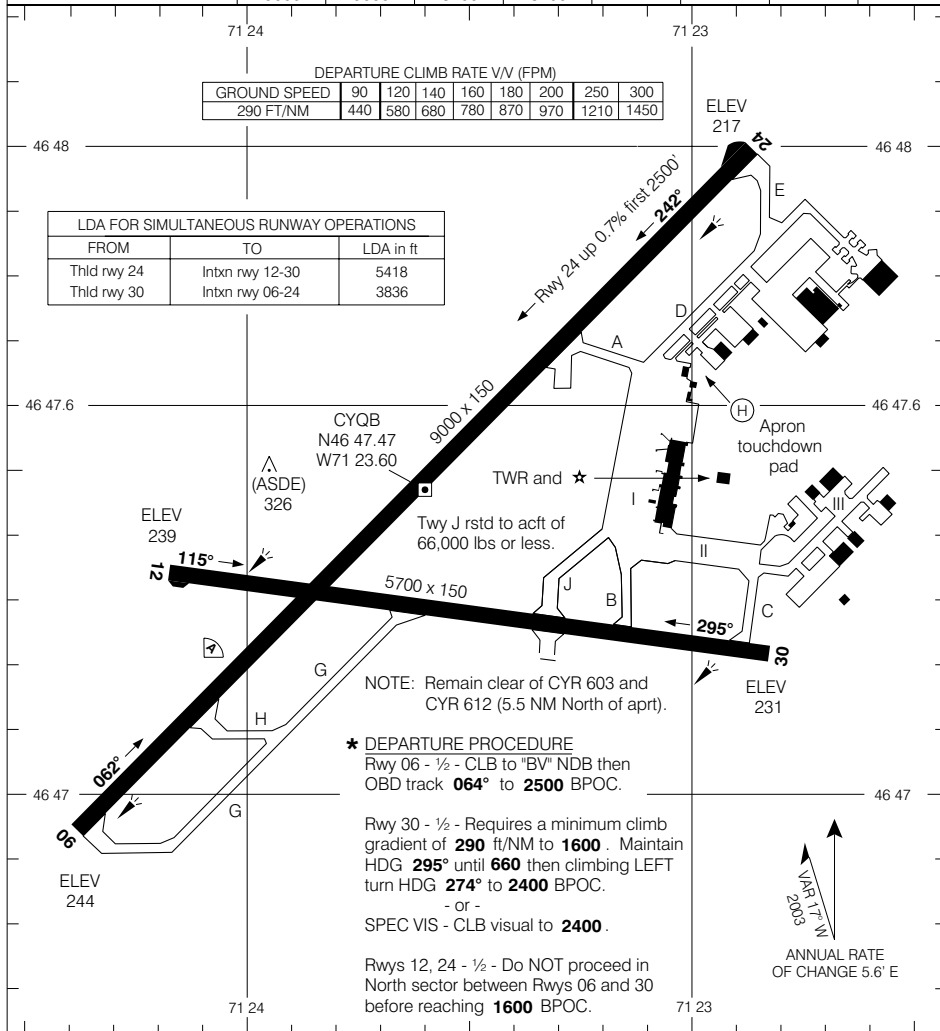 71 24
71 23
DEPARTURE CLIMB RATE V/V (FPM)
GROUND SPEED 90 120 140 160 180 200 250 300
290 FT/NM 440 580 680 780 870 970 1210 1450
ELEV
217
24
46 48
46 48
E
242°
Rwy 24 up 0.7% first 2500'
LDA FOR SIMULTANEOUS RUNWAY OPERATIONS
FROM TO LDA in ft
Thld rwy 24 Intxn rwy 12-30 5418
Thld rwy 30 Intxn rwy 06-24 3836
D
A
46 47.6
46 47.6
9000 x 150
H
Apron
touchdown
pad
CYQB
N46 47.47
W71 23.60
(ASDE)
326
TWR and
I
III
Twy J rstd to acft of
66,000 lbs or less.
II
ELEV
239
12
115°
5700 x 150
J
B
C
295°
30
ELEV
231
A
G
H
NOTE: Remain clear of CYR 603 and
CYR 612 (5.5 NM North of aprt).
062°
G
06
ELEV
244
46 47
46 47
* DEPARTURE PROCEDURE
Rwy 06 - ½ - CLB to "BV" NDB then
OBD track 064° to 2500 BPOC.
Rwy 30 - ½ - Requires a minimum climb
gradient of 290 ft/NM to 1600 . Maintain
HDG 295° until 660 then climbing LEFT
turn HDG 274° to 2400 BPOC.
- or -
SPEC VIS - CLB visual to 2400 .
Rwys 12, 24 - ½ - Do NOT proceed in
North sector between Rwys 06 and 30
before reaching 1600 BPOC.
VAR 17° W
2003
ANNUAL RATE
OF CHANGE 5.6' E
71 24
71 23